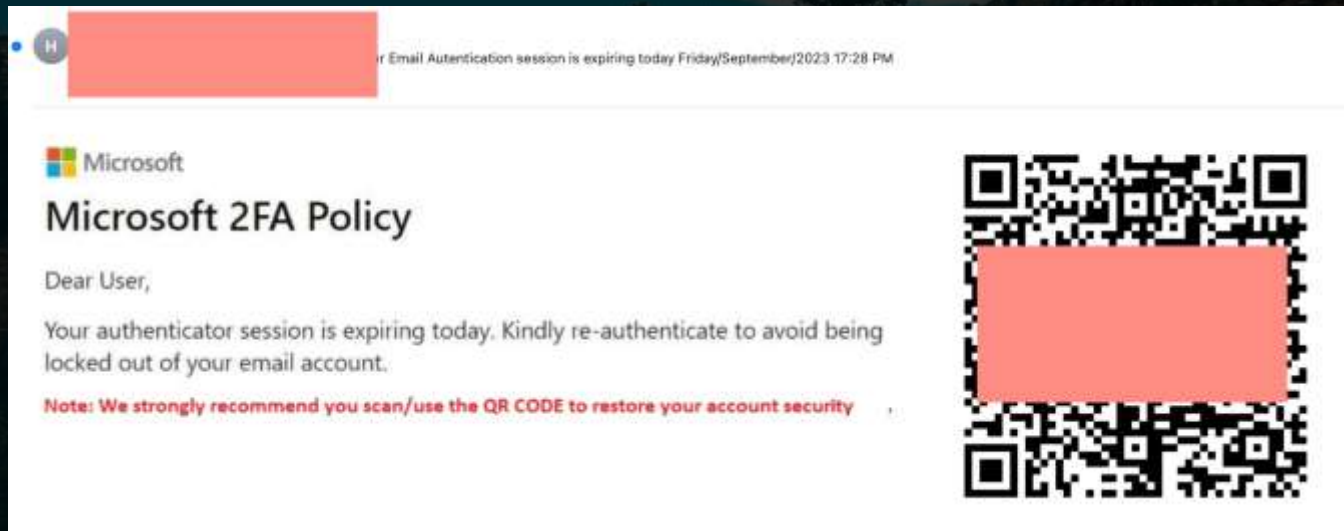 H
Email Autentication session is expiring today Friday/September/2023 17:28 PM
Microsoft
Microsoft 2FA Policy
Dear User,
Your authenticator session is expiring today. Kindly re-authenticate to avoid being
locked out of your email account.
Note: We strongly recommend you scan/use the QR CODE to restore your account security ,